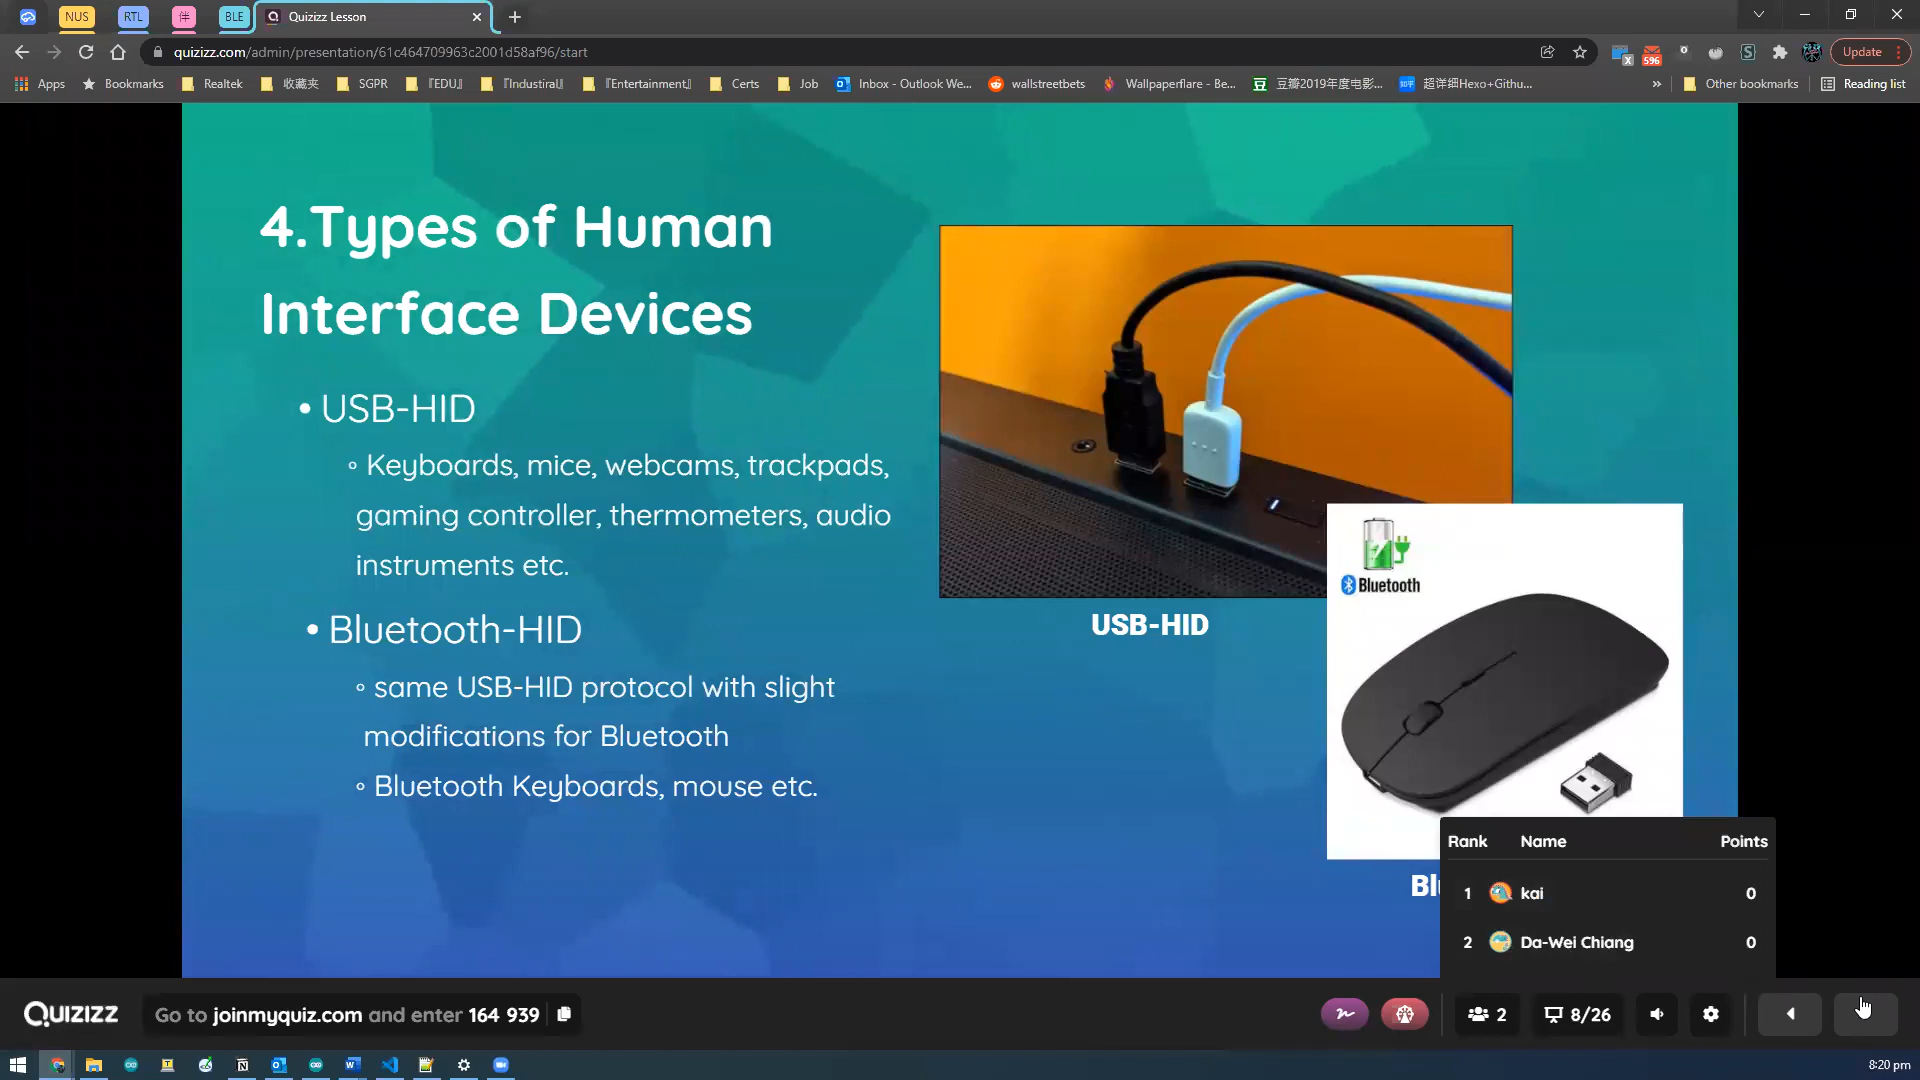 NUS
RTL
伴
BLE
Quizizz Lesson
quizizz.com/admin/presentation/61c464709963c2001d58af96/start
596
Update
Apps
Bookmarks
Realtek
收藏夹
SGPR
『EDU』
『Industiral』
『Entertainment』
Certs
Job
Inbox - Outlook We...
wallstreetbets
Wallpaperflare - Be...
豆瓣2019年度电影...
超详细Hexo+Githu...
Other bookmarks
Reading list
4.Types of Human
Interface Devices
• USB-HID
◦ Keyboards, mice, webcams, trackpads,
gaming controller, thermometers, audio
instruments etc.
• Bluetooth-HID
◦ same USB-HID protocol with slight
modifications for Bluetooth
◦ Bluetooth Keyboards, mouse etc.
USB-HID
Bluetooth
Rank Name Points
1 kai 0
2 Da-Wei Chiang 0
Quizizz
Go to joinmyquiz.com and enter 164 939
2
8/26
8:20 pm